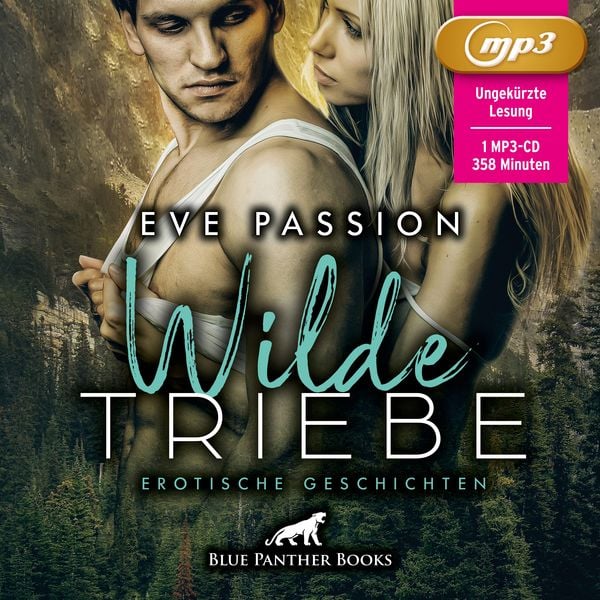 mp3
Ungekürzte
Lesung
1 MP3-CD
358 Minuten
EVE PASSION
Wilde
TRIEBE
EROTISCHE GESCHICHTEN
BLUE PANTHER BOOKS